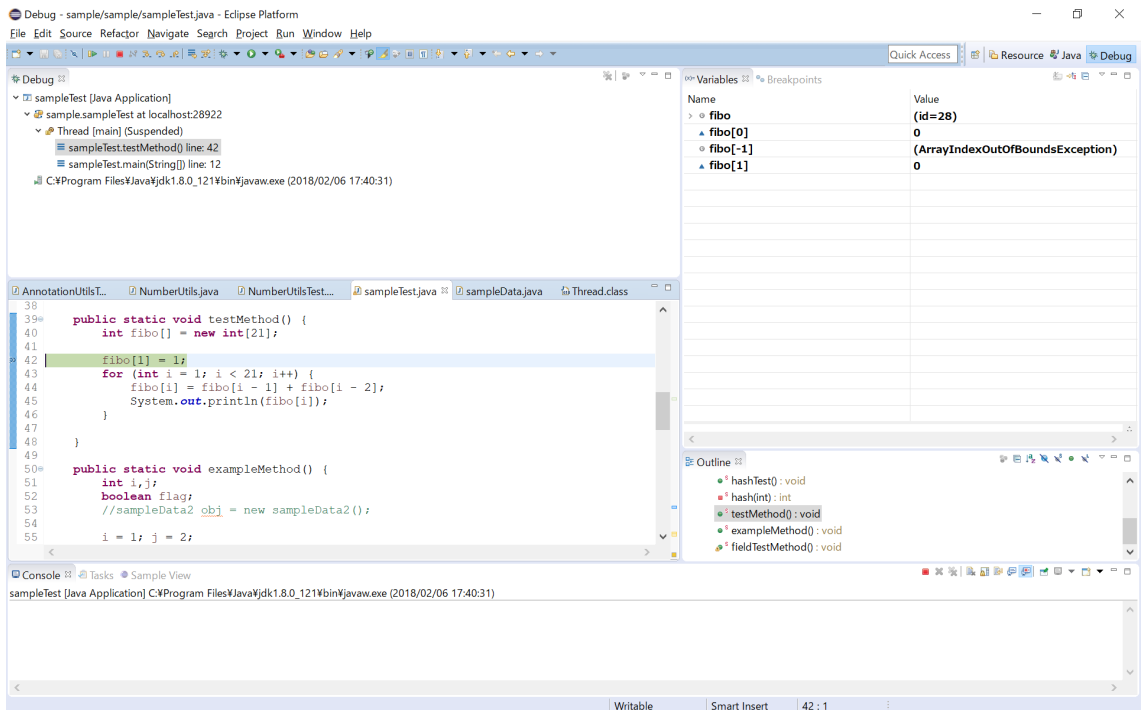 Debug - sample/sample/sampleTest.java - Eclipse Platform
File Edit Source Refactor Navigate Search Project Run Window Help
Quick Access Resource Java Debug
Debug
sampleTest [Java Application]
sample.sampleTest at localhost:28922
Thread [main] (Suspended)
sampleTest.testMethod() line: 42
sampleTest.main(String[]) line: 12
C:¥Program Files¥Java¥jdk1.8.0_121¥bin¥javaw.exe (2018/02/06 17:40:31)
Variables Breakpoints
Name Value
fibo (id=28)
fibo[0] 0
fibo[-1] (ArrayIndexOutOfBoundsException)
fibo[1] 0
AnnotationUtilsT... NumberUtils.java NumberUtilsTest.... sampleTest.java sampleData.java Thread.class
38
39 public static void testMethod() {
40 int fibo[] = new int[21];
41
42 fibo[1] = 1;
43 for (int i = 1; i < 21; i++) {
44 fibo[i] = fibo[i - 1] + fibo[i - 2];
45 System.out.println(fibo[i]);
46 }
47
48 }
49
50 public static void exampleMethod() {
51 int i,j;
52 boolean flag;
53 //sampleData2 obj = new sampleData2();
54
55 i = 1; j = 2;
Outline
hashTest() : void
hash(int) : int
testMethod() : void
exampleMethod() : void
fieldTestMethod() : void
Console Tasks Sample View
sampleTest [Java Application] C:¥Program Files¥Java¥jdk1.8.0_121¥bin¥javaw.exe (2018/02/06 17:40:31)
Writable Smart Insert 42 : 1